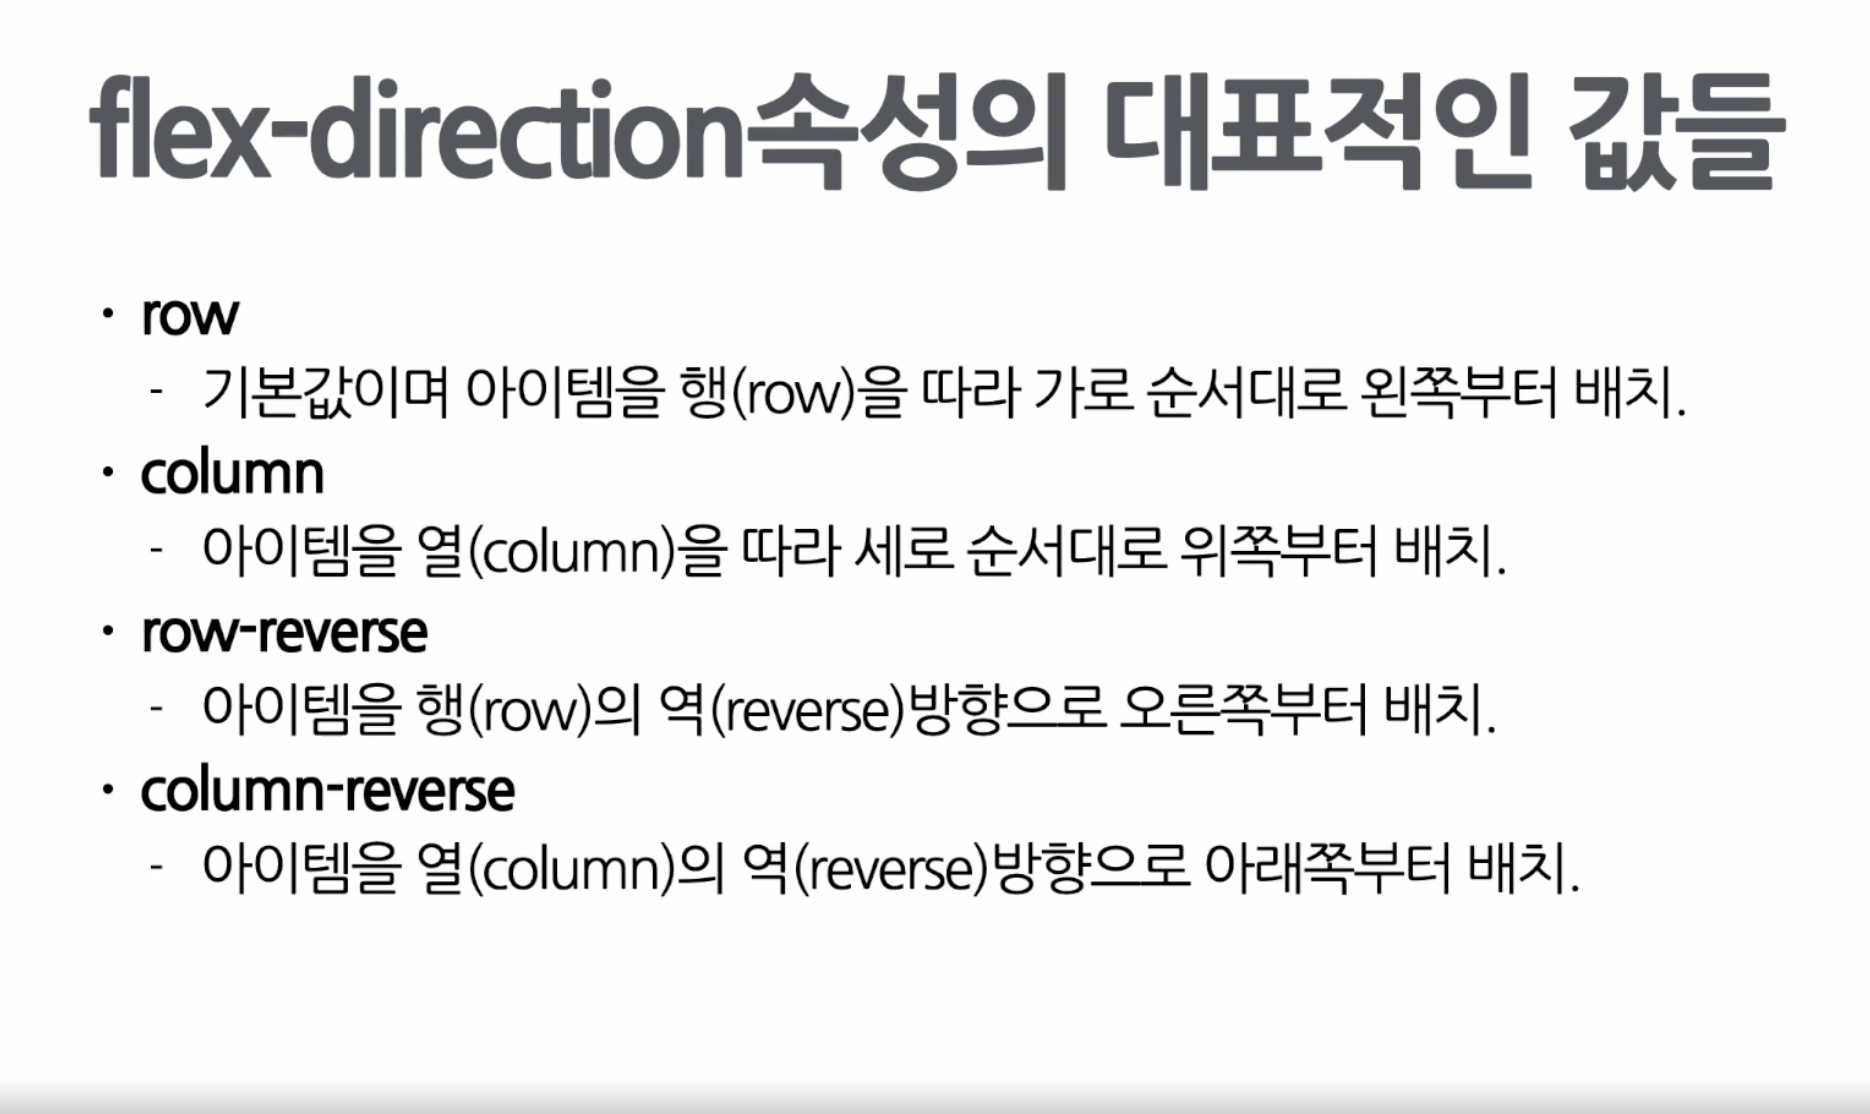 flex-direction속성의 대표적인 값들
· row
- 기본값이며 아이템을 행(row)을 따라 가로 순서대로 왼쪽부터 배치.
· column
- 아이템을 열(column)을 따라 세로 순서대로 위쪽부터 배치.
· row-reverse
- 아이템을 행(row)의 역(reverse)방향으로 오른쪽부터 배치.
· column-reverse
- 아이템을 열(column)의 역(reverse)방향으로 아래쪽부터 배치.